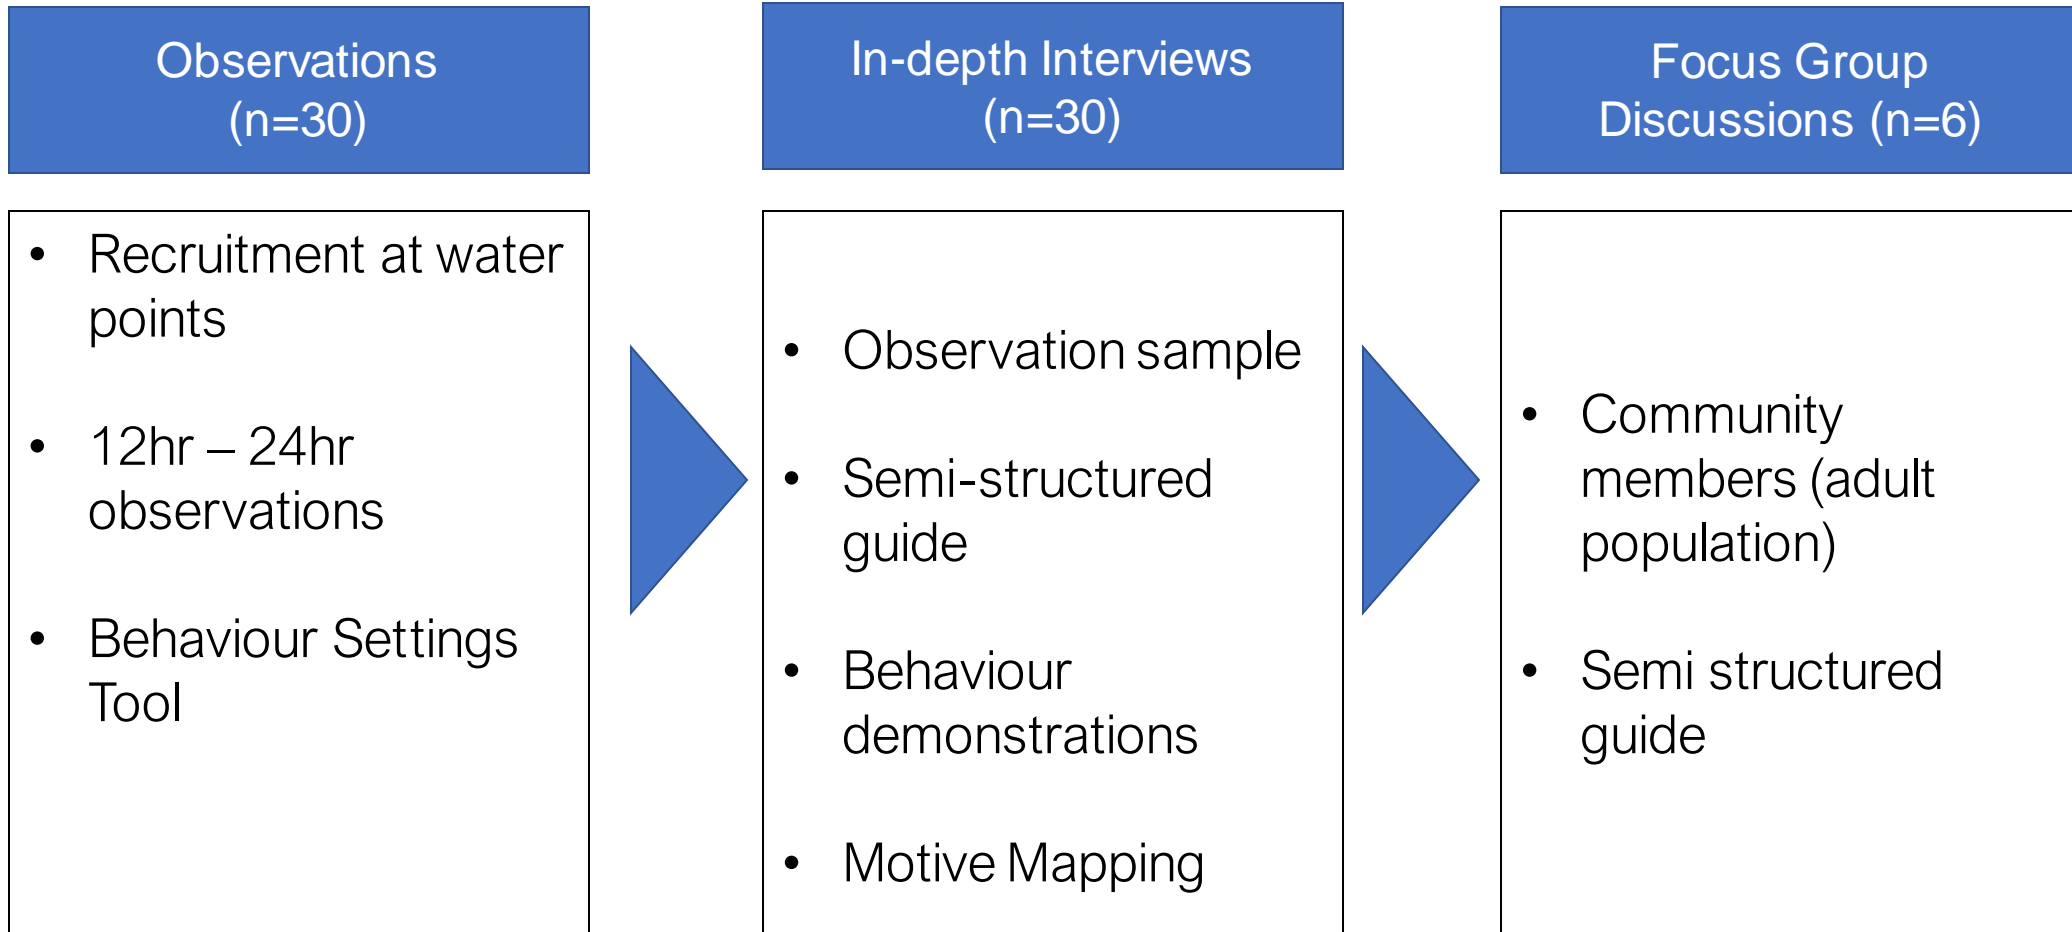 Observations
(n=30)
• Recruitment at water
points
• 12hr – 24hr
observations
• Behaviour Settings
Tool
In-depth Interviews
(n=30)
• Observation sample
• Semi-structured
guide
• Behaviour
demonstrations
• Motive Mapping
Focus Group
Discussions (n=6)
• Community
members (adult
population)
• Semi structured
guide